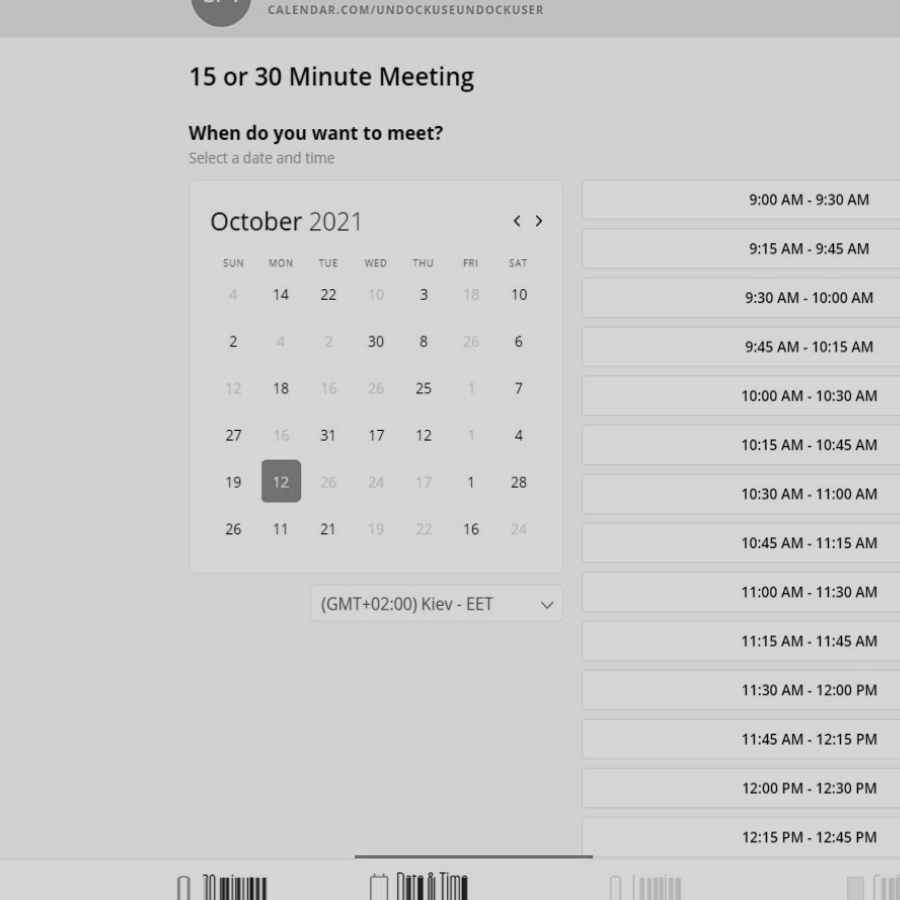 CALENDAR.COM/UNDOCKUSEUNDOCKUSER
15 or 30 Minute Meeting
When do you want to meet?
Select a date and time
October 2021
SUN MON TUE WED THU FRI SAT
4 14 22 10 3 18 10
2 4 2 30 8 26 6
12 18 16 26 25 1 7
27 16 31 17 12 1 4
19 12 26 24 17 1 28
26 11 21 19 22 16 24
(GMT+02:00) Kiev - EET
9:00 AM - 9:30 AM
9:15 AM - 9:45 AM
9:30 AM - 10:00 AM
9:45 AM - 10:15 AM
10:00 AM - 10:30 AM
10:15 AM - 10:45 AM
10:30 AM - 11:00 AM
10:45 AM - 11:15 AM
11:00 AM - 11:30 AM
11:15 AM - 11:45 AM
11:30 AM - 12:00 PM
11:45 AM - 12:15 PM
12:00 PM - 12:30 PM
12:15 PM - 12:45 PM
Date & Time